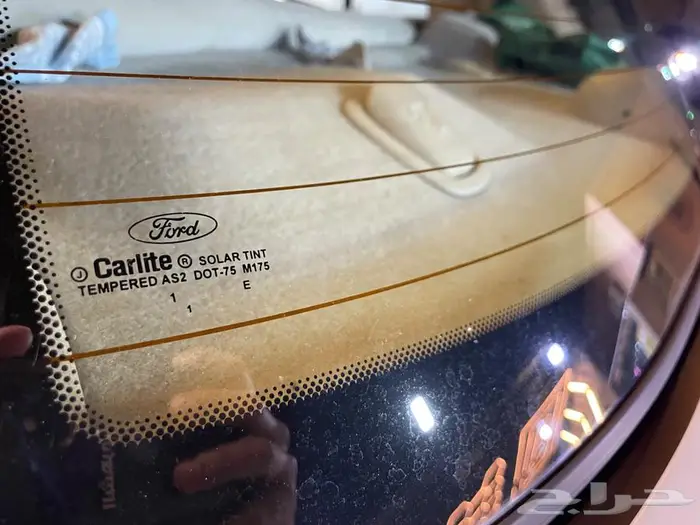 Ford
J Carlite ® SOLAR TINT
TEMPERED AS2 DOT-75 M175
1 E
1
حراج